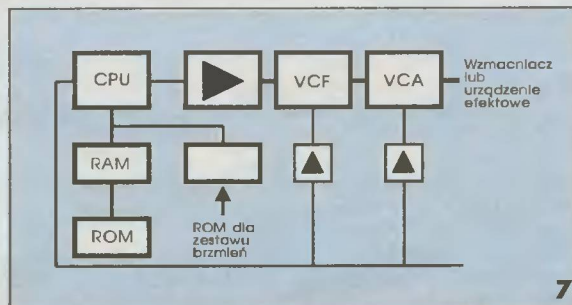 CPU
VCF
VCA
Wzmacniacz
lub
urządzenie
efektowe
RAM
ROM
ROM dla
zestawu
brzmień
7